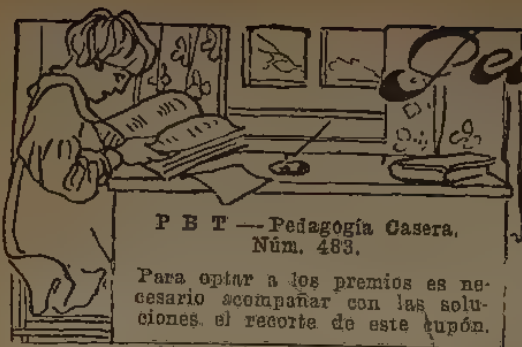 Pe
P B T — Pedagogía Casera.
Núm. 483.
Para optar a los premios es ne-
cesario acompañar con las solu-
ciones el recorte de este cupón.